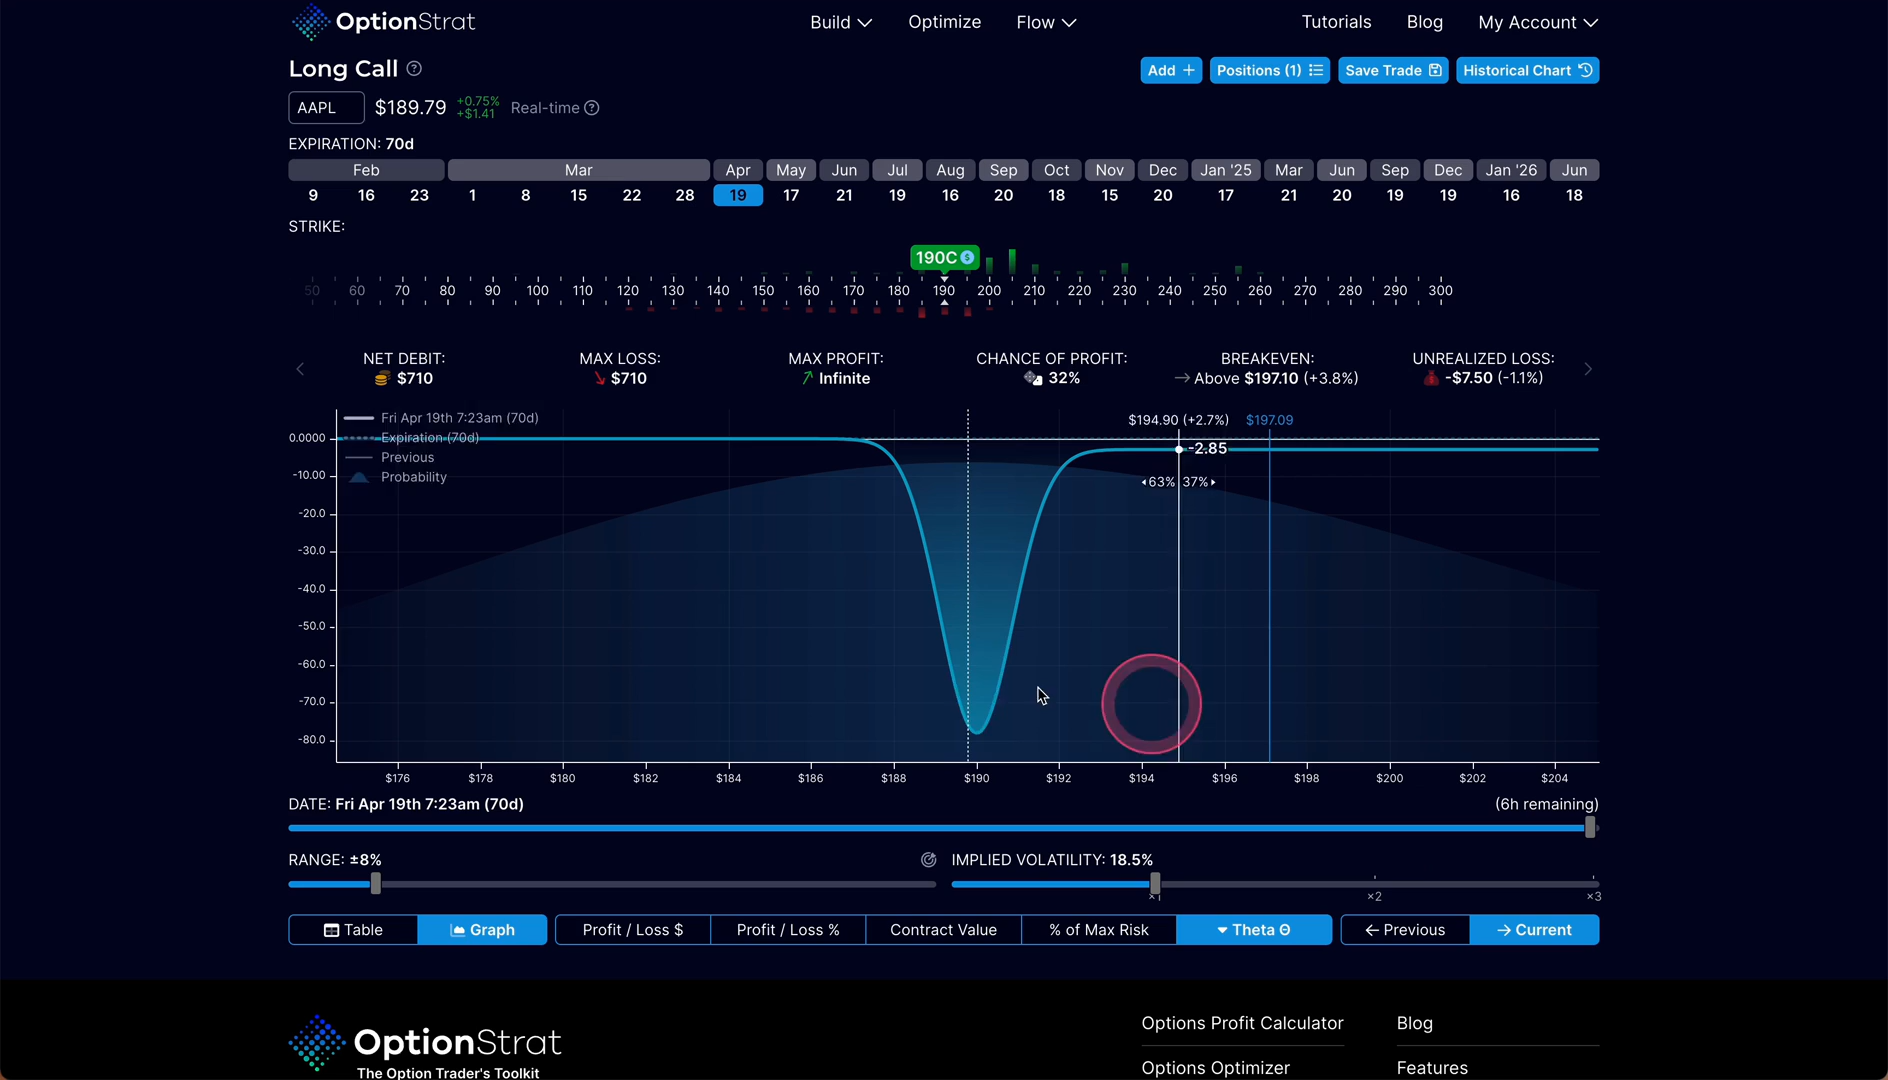 OptionStrat
Build Optimize Flow Tutorials Blog My Account
Long Call ?
Add + Positions (1) Save Trade Historical Chart
AAPL $189.79 +0.75% Real-time ?
+$1.41
EXPIRATION: 70d
Feb Mar Apr May Jun Jul Aug Sep Oct Nov Dec Jan '25 Mar Jun Sep Dec Jan '26 Jun
9 16 23 1 8 15 22 28 19 17 21 19 16 20 18 15 20 17 21 20 19 19 16 18
STRIKE:
190C $
50 60 70 80 90 100 110 120 130 140 150 160 170 180 190 200 210 220 230 240 250 260 270 280 290 300
NET DEBIT: MAX LOSS: MAX PROFIT: CHANCE OF PROFIT: BREAKEVEN: UNREALIZED LOSS:
$710 $710 Infinite 32% → Above $197.10 (+3.8%) -$7.50 (-1.1%)
Fri Apr 19th 7:23am (70d) $194.90 (+2.7%) $197.09
0.0000 Expiration (70d)
-2.85
Previous
-10.00 Probability
63% 37%
-20.0
-30.0
-40.0
-50.0
-60.0
-70.0
-80.0
$176 $178 $180 $182 $184 $186 $188 $190 $192 $194 $196 $198 $200 $202 $204
DATE: Fri Apr 19th 7:23am (70d) (6h remaining)
RANGE: ±8% IMPLIED VOLATILITY: 18.5%
×1 ×2 ×3
Table Graph Profit / Loss $ Profit / Loss % Contract Value % of Max Risk Theta Θ ← Previous → Current
OptionStrat
The Option Trader's Toolkit
Options Profit Calculator Blog
Options Optimizer Features